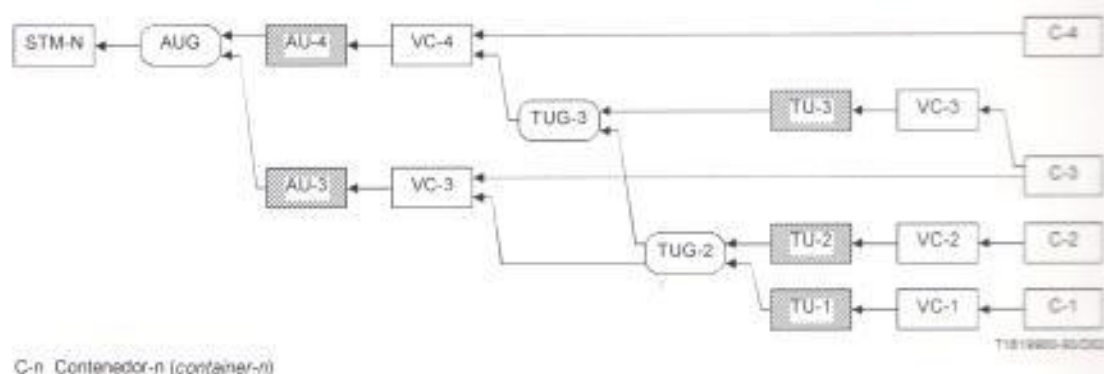 STM-N AUG AU-4 VC-4 C-4
TUG-3 TU-3 VC-3
AU-3 VC-3 C-3
TUG-2 TU-2 VC-2 C-2
TU-1 VC-1 C-1
C-n Contenedor-n (container-n)